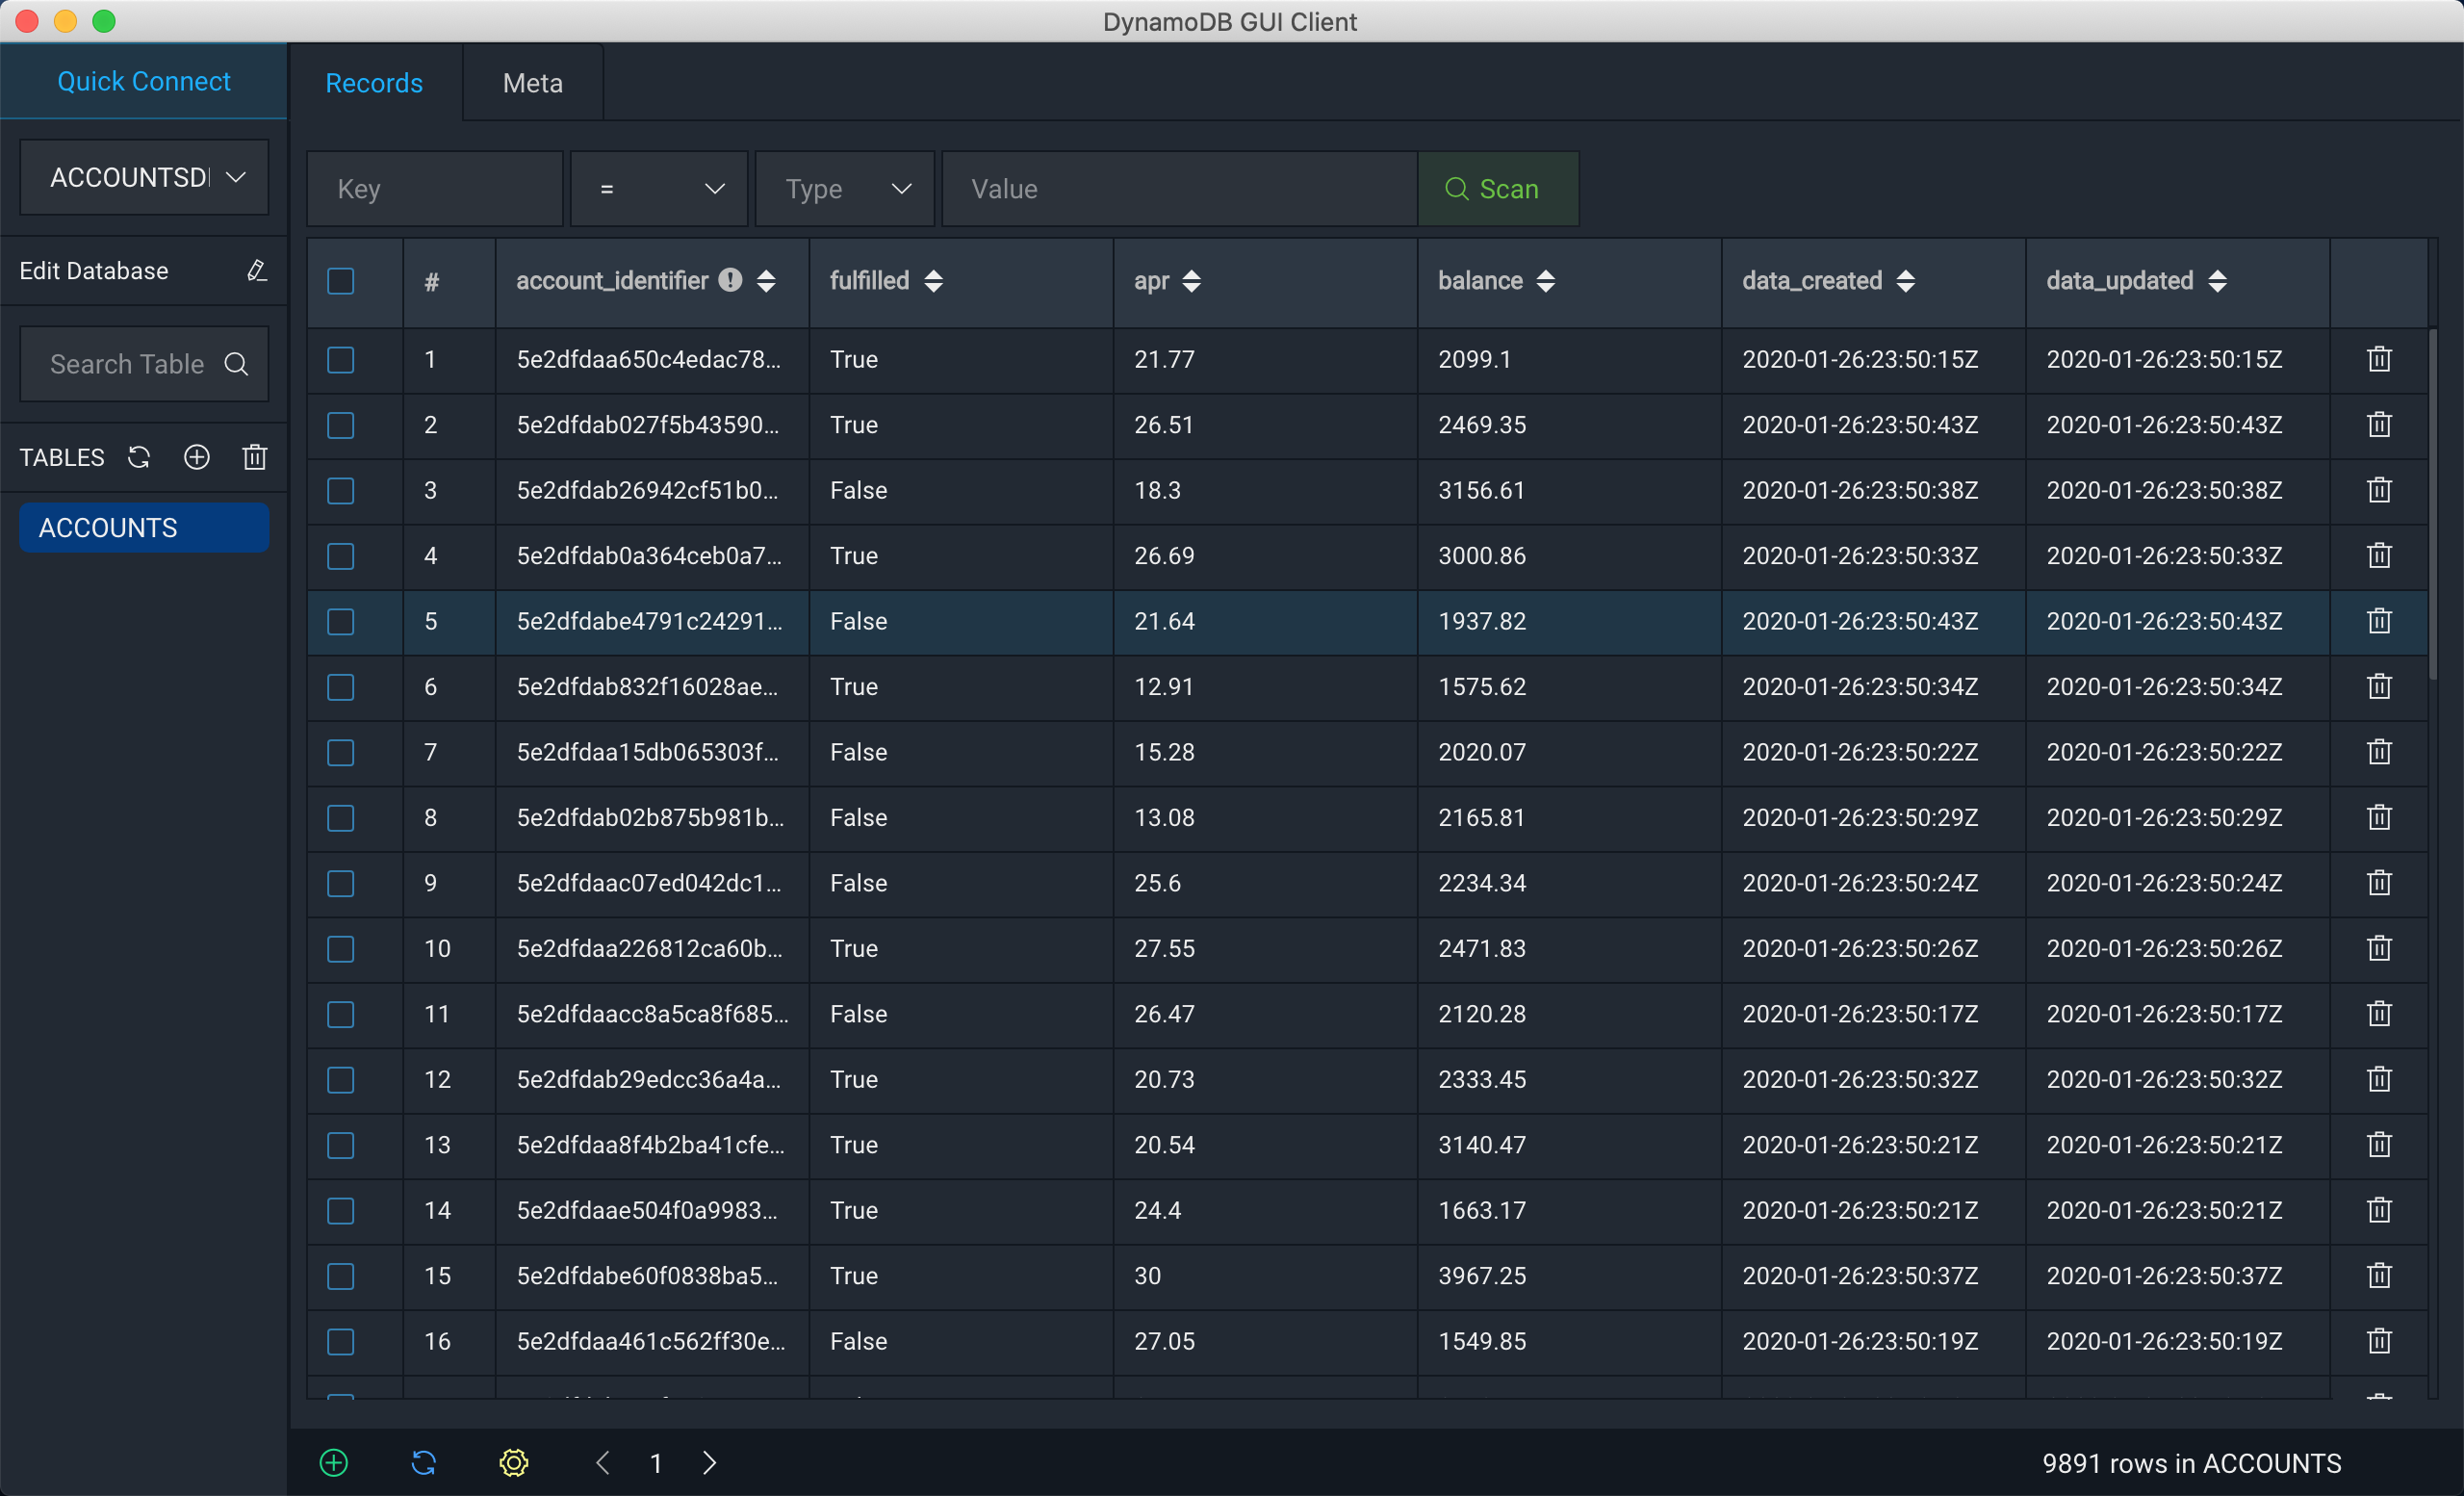 DynamoDB GUI Client
Quick Connect
ACCOUNTSD
Edit Database
Search Table
TABLES
ACCOUNTS
Records Meta
Key = Type Value Scan
# account_identifier fulfilled apr balance data_created data_updated
1 5e2dfdaa650c4edac78... True 21.77 2099.1 2020-01-26:23:50:15Z 2020-01-26:23:50:15Z
2 5e2dfdab027f5b43590... True 26.51 2469.35 2020-01-26:23:50:43Z 2020-01-26:23:50:43Z
3 5e2dfdab26942cf51b0... False 18.3 3156.61 2020-01-26:23:50:38Z 2020-01-26:23:50:38Z
4 5e2dfdab0a364ceb0a7... True 26.69 3000.86 2020-01-26:23:50:33Z 2020-01-26:23:50:33Z
5 5e2dfdabe4791c24291... False 21.64 1937.82 2020-01-26:23:50:43Z 2020-01-26:23:50:43Z
6 5e2dfdab832f16028ae... True 12.91 1575.62 2020-01-26:23:50:34Z 2020-01-26:23:50:34Z
7 5e2dfdaa15db065303f... False 15.28 2020.07 2020-01-26:23:50:22Z 2020-01-26:23:50:22Z
8 5e2dfdab02b875b981b... False 13.08 2165.81 2020-01-26:23:50:29Z 2020-01-26:23:50:29Z
9 5e2dfdaac07ed042dc1... False 25.6 2234.34 2020-01-26:23:50:24Z 2020-01-26:23:50:24Z
10 5e2dfdaa226812ca60b... True 27.55 2471.83 2020-01-26:23:50:26Z 2020-01-26:23:50:26Z
11 5e2dfdaacc8a5ca8f685... False 26.47 2120.28 2020-01-26:23:50:17Z 2020-01-26:23:50:17Z
12 5e2dfdab29edcc36a4a... True 20.73 2333.45 2020-01-26:23:50:32Z 2020-01-26:23:50:32Z
13 5e2dfdaa8f4b2ba41cfe... True 20.54 3140.47 2020-01-26:23:50:21Z 2020-01-26:23:50:21Z
14 5e2dfdaae504f0a9983... True 24.4 1663.17 2020-01-26:23:50:21Z 2020-01-26:23:50:21Z
15 5e2dfdabe60f0838ba5... True 30 3967.25 2020-01-26:23:50:37Z 2020-01-26:23:50:37Z
16 5e2dfdaa461c562ff30e... False 27.05 1549.85 2020-01-26:23:50:19Z 2020-01-26:23:50:19Z
1
9891 rows in ACCOUNTS